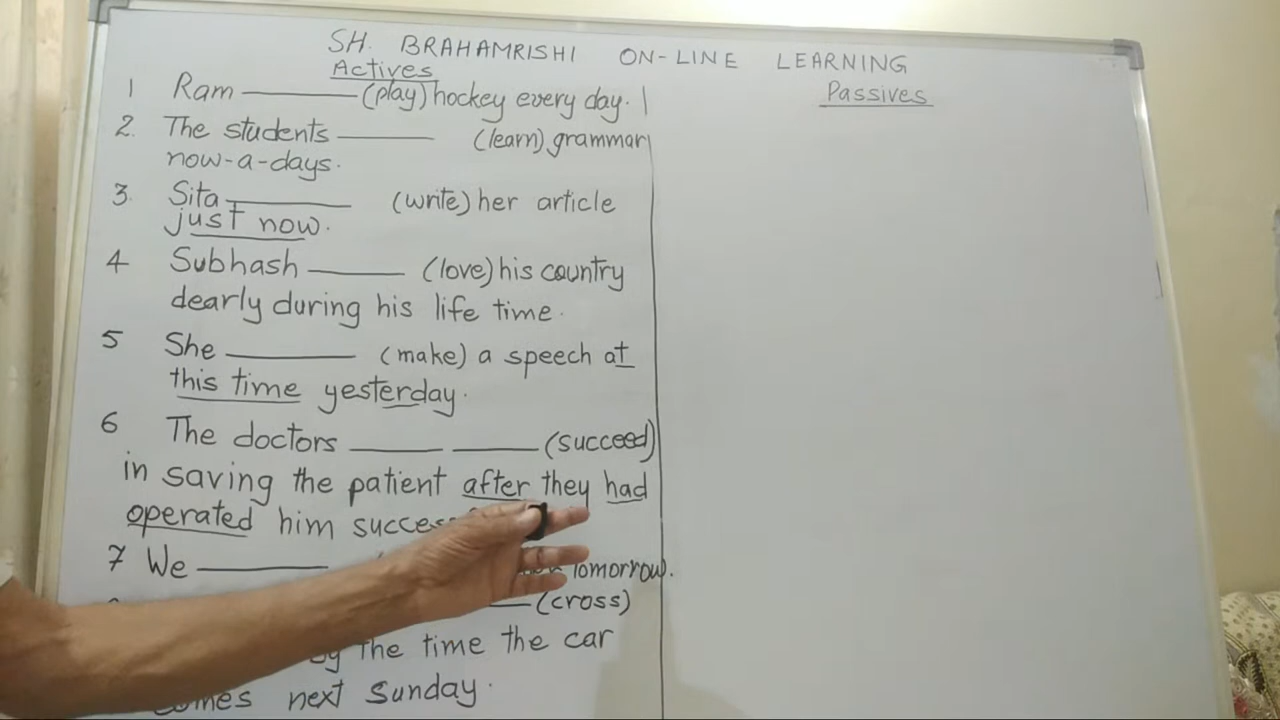 SH. BRAHAMRISHI ON-LINE LEARNING
Actives
Passives
1 Ram ______ (play) hockey every day.
2. The students ______ (learn) grammar
now-a-days.
3. Sita ______ (write) her article
just now.
4 Subhash ______ (love) his country
dearly during his life time.
5 She ______ (make) a speech at
this time yesterday.
6 The doctors ______ ______ (succeed)
in saving the patient after they had
operated him
7 We ______ tomorrow.
(cross)
the time the car
next Sunday.